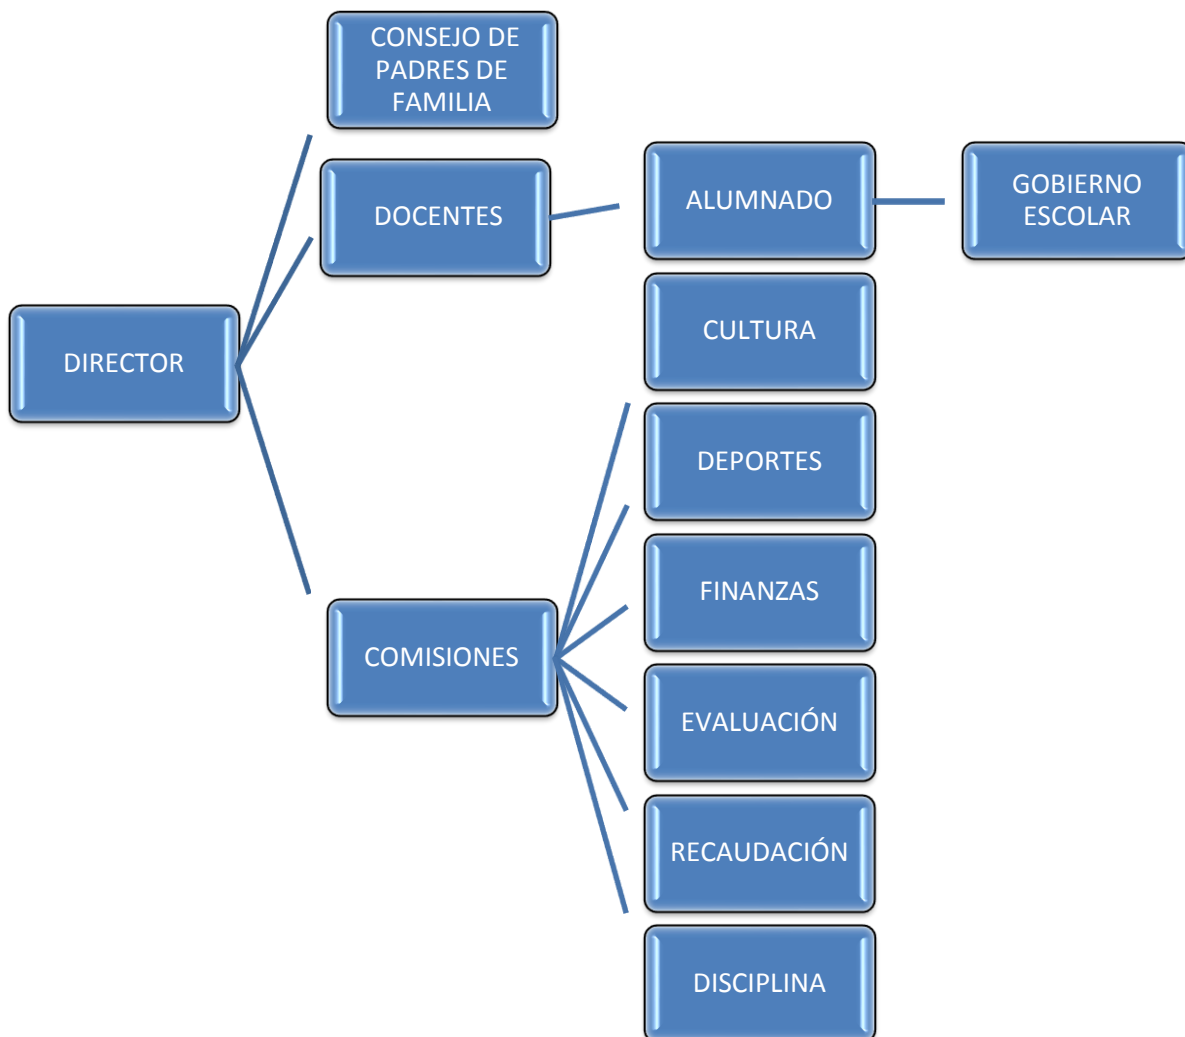 CONSEJO DE
PADRES DE
FAMILIA
DOCENTES
ALUMNADO
GOBIERNO
ESCOLAR
CULTURA
DIRECTOR
DEPORTES
FINANZAS
COMISIONES
EVALUACIÓN
RECAUDACIÓN
DISCIPLINA